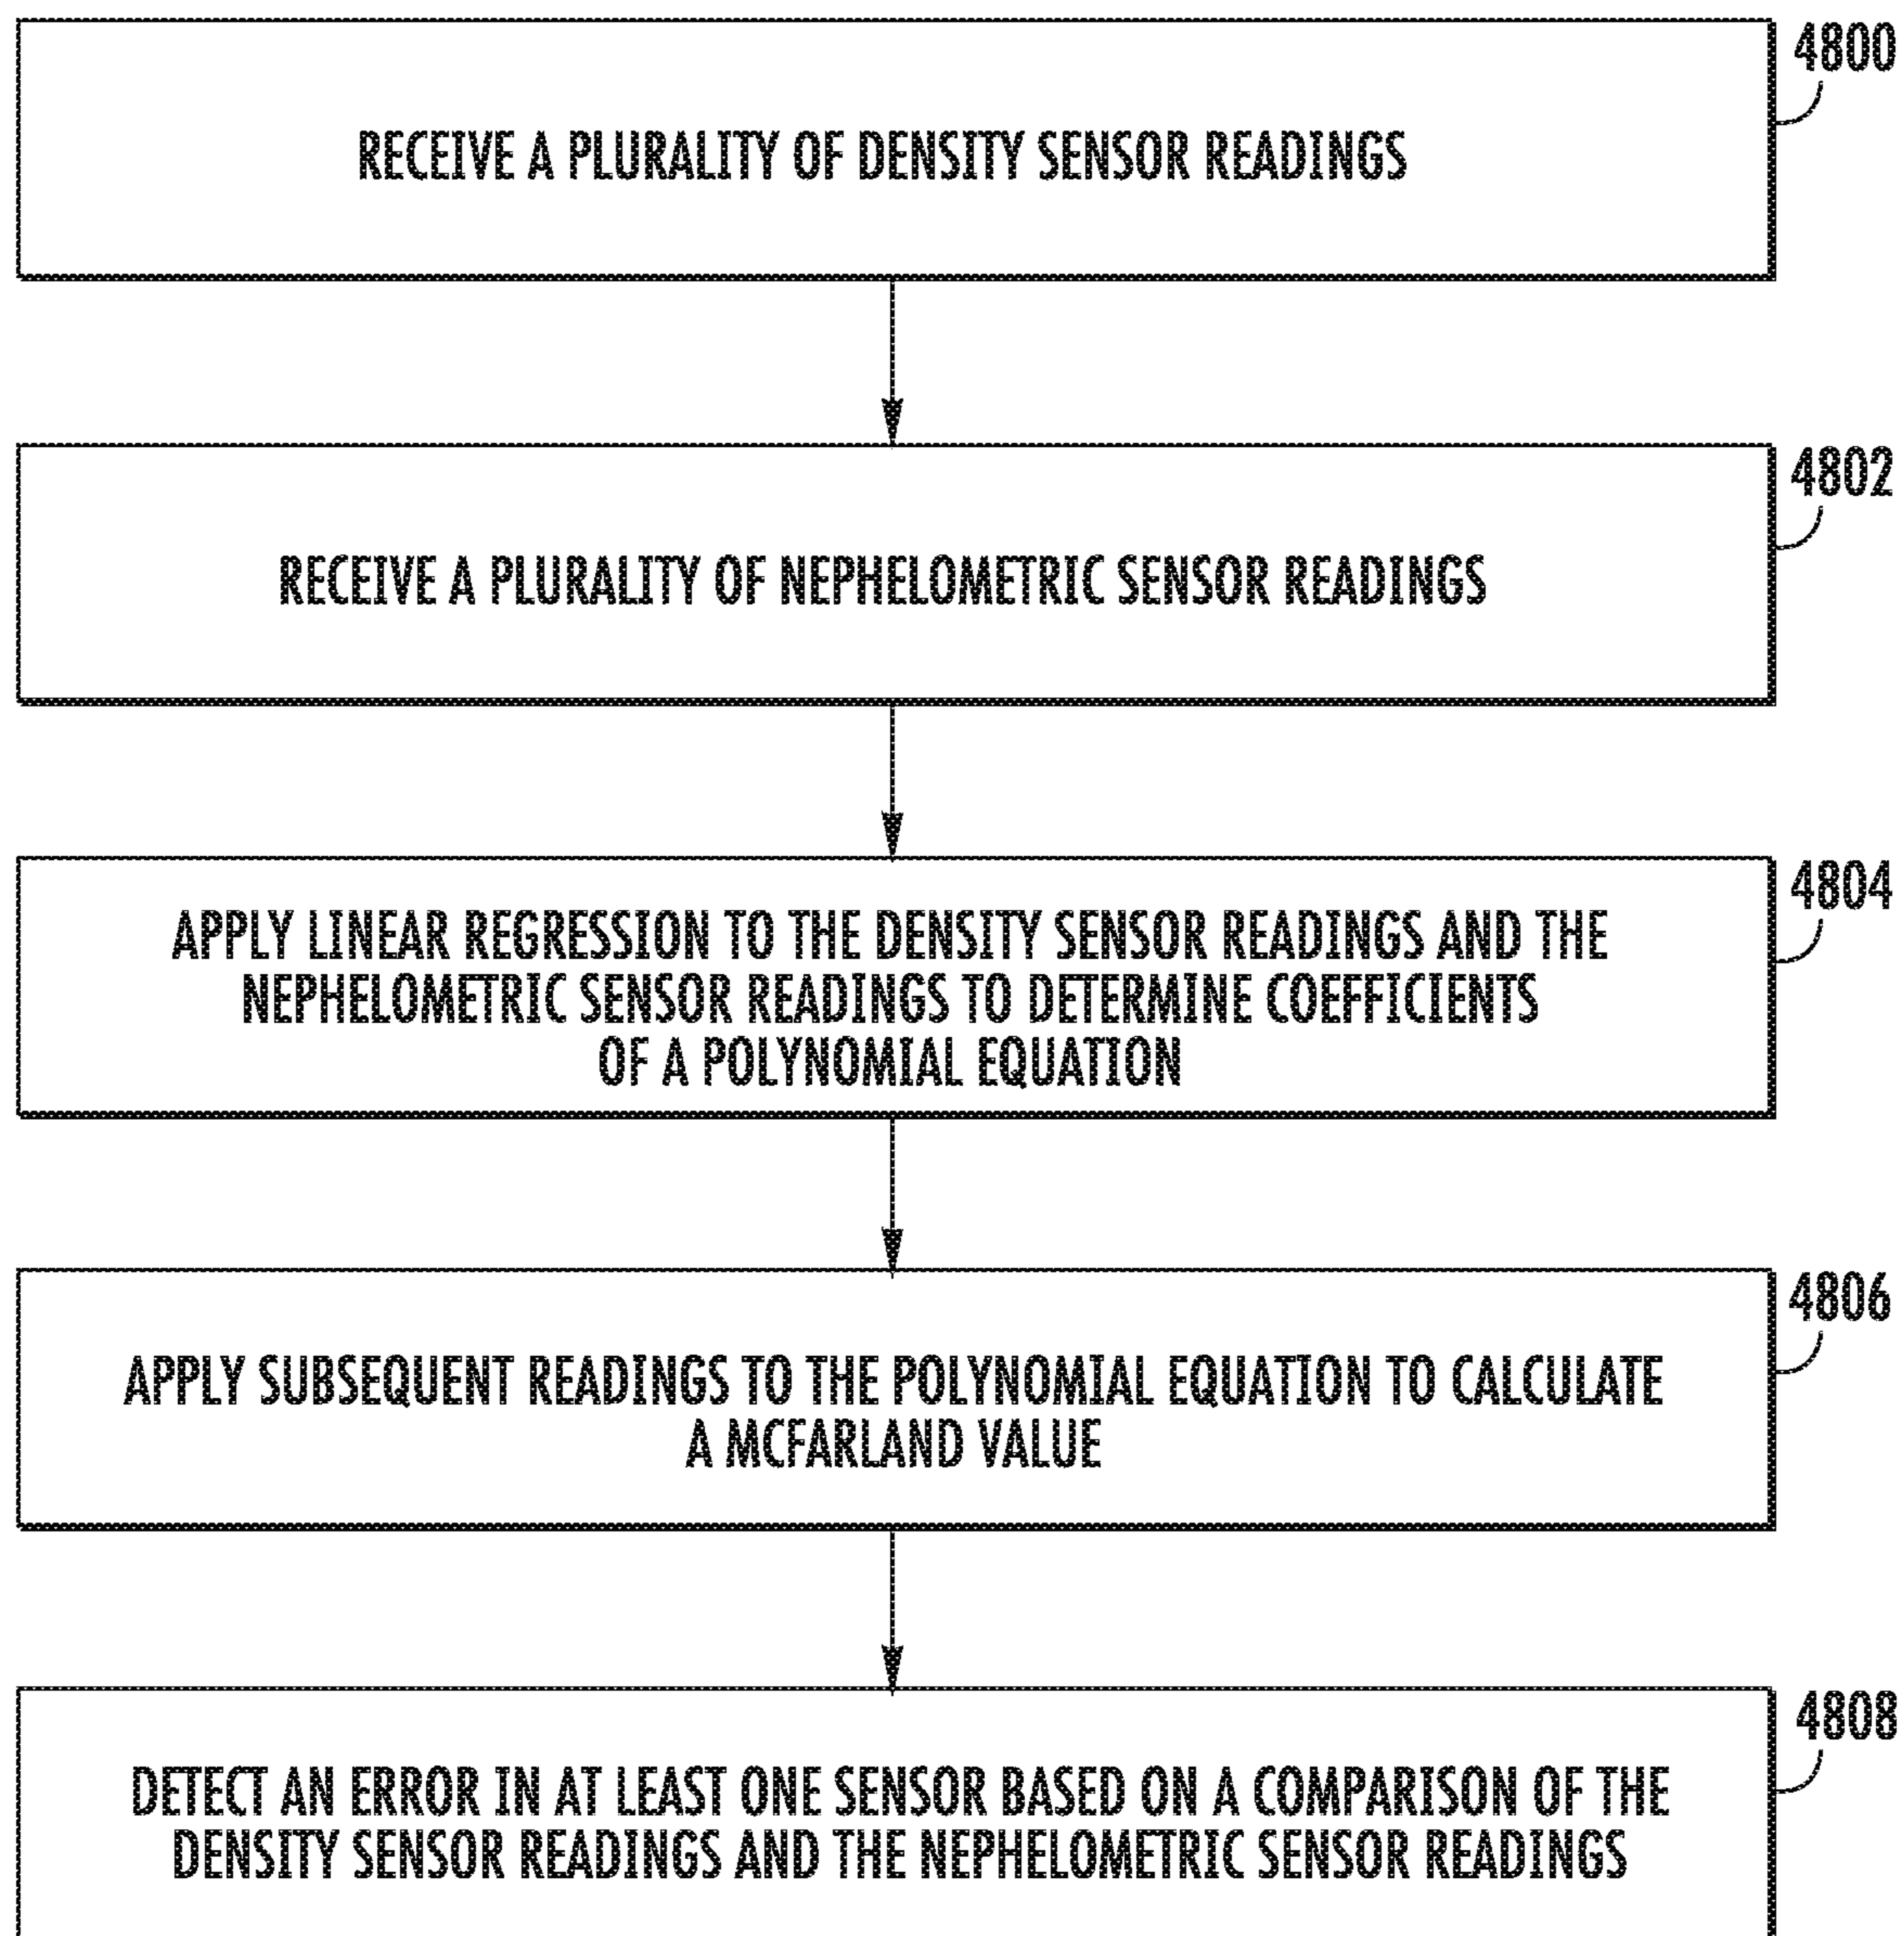 4800
RECEIVE A PLURALITY OF DENSITY SENSOR READINGS
4802
RECEIVE A PLURALITY OF NEPHELOMETRIC SENSOR READINGS
4804
APPLY LINEAR REGRESSION TO THE DENSITY SENSOR READINGS AND THE
NEPHELOMETRIC SENSOR READINGS TO DETERMINE COEFFICIENTS
OF A POLYNOMIAL EQUATION
4806
APPLY SUBSEQUENT READINGS TO THE POLYNOMIAL EQUATION TO CALCULATE
A MCFARLAND VALUE
4808
DETECT AN ERROR IN AT LEAST ONE SENSOR BASED ON A COMPARISON OF THE
DENSITY SENSOR READINGS AND THE NEPHELOMETRIC SENSOR READINGS